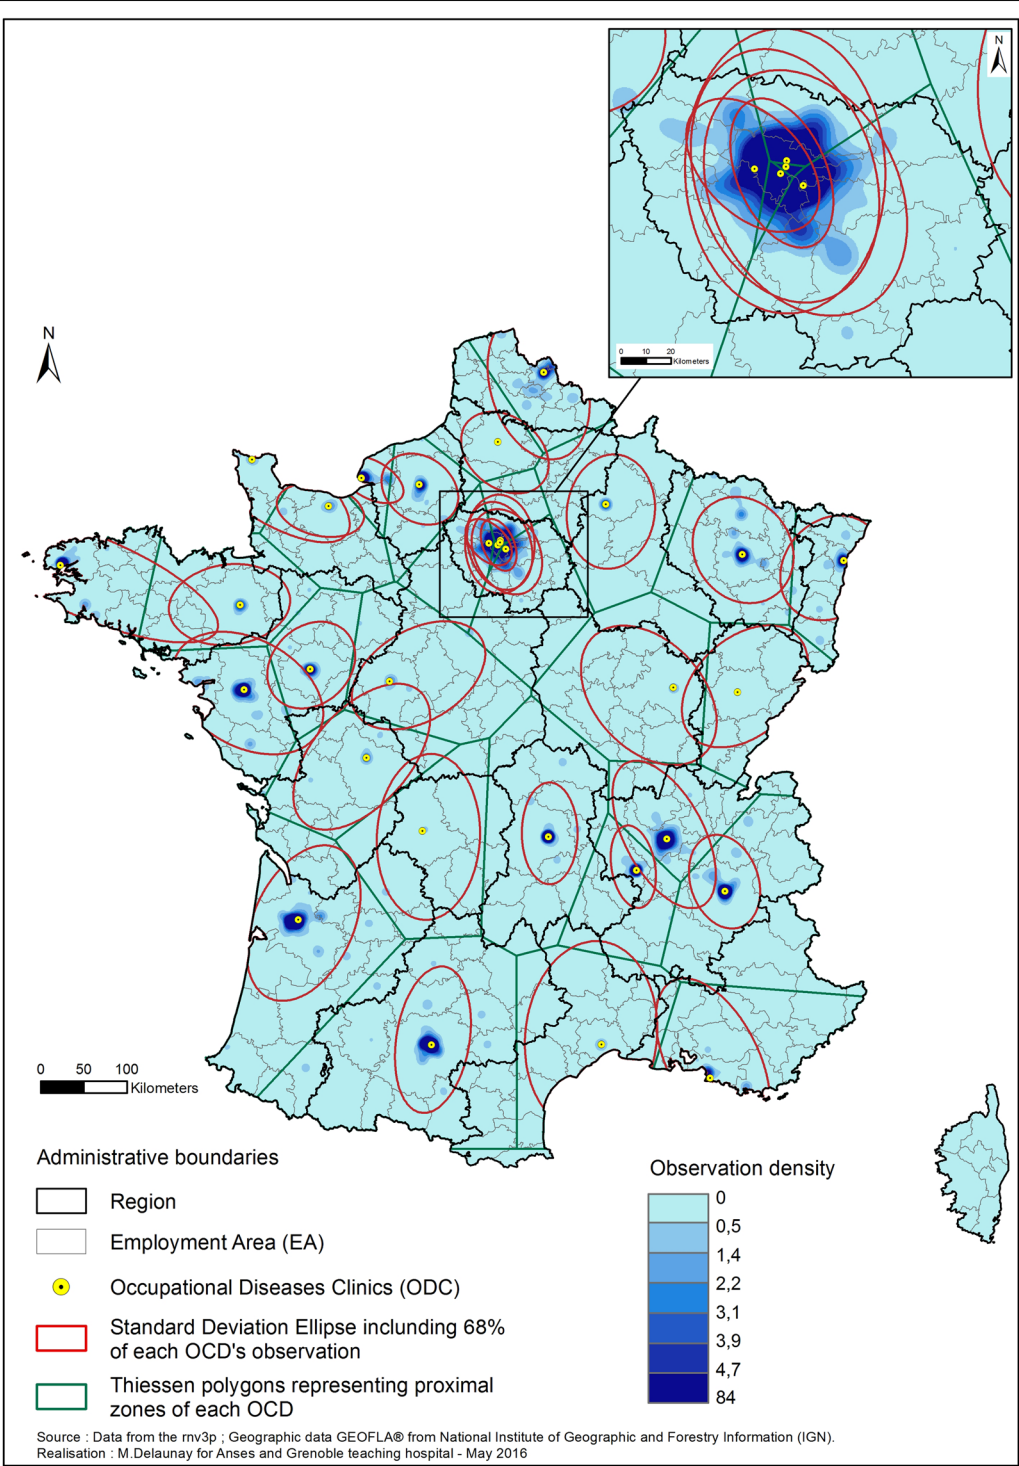 N
0 10 20
Kilometers
N
0 50 100
Kilometers
Administrative boundaries
Region
Employment Area (EA)
Occupational Diseases Clinics (ODC)
Standard Deviation Ellipse inclunding 68%
of each OCD's observation
Thiessen polygons representing proximal
zones of each OCD
Observation density
0
0,5
1,4
2,2
3,1
3,9
4,7
84
Source : Data from the rnv3p ; Geographic data GEOFLA® from National Institute of Geographic and Forestry Information (IGN).
Realisation : M.Delaunay for Anses and Grenoble teaching hospital - May 2016